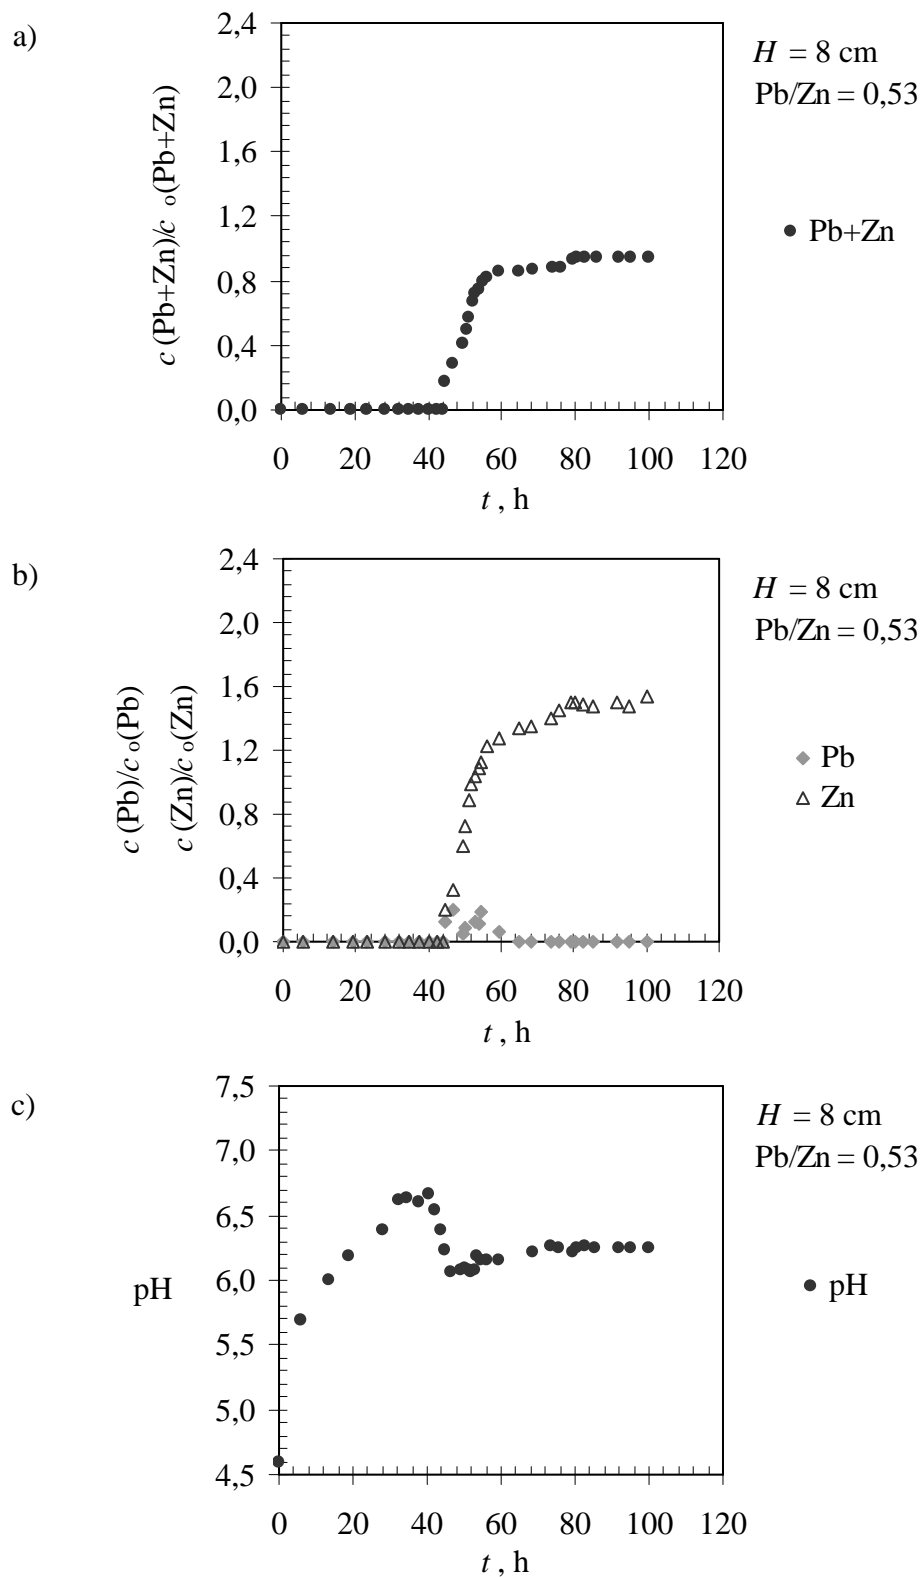 a)
2,4
2,0
1,6
1,2
0,8
0,4
0,0
c (Pb+Zn)/c o(Pb+Zn)
0 20 40 60 80 100 120
t , h
H = 8 cm
Pb/Zn = 0,53
Pb+Zn
b)
2,4
2,0
1,6
1,2
0,8
0,4
0,0
c (Pb)/c o(Pb)
c (Zn)/c o(Zn)
0 20 40 60 80 100 120
t , h
H = 8 cm
Pb/Zn = 0,53
Pb
Zn
c)
7,5
7,0
6,5
6,0
5,5
5,0
4,5
pH
0 20 40 60 80 100 120
t , h
H = 8 cm
Pb/Zn = 0,53
pH